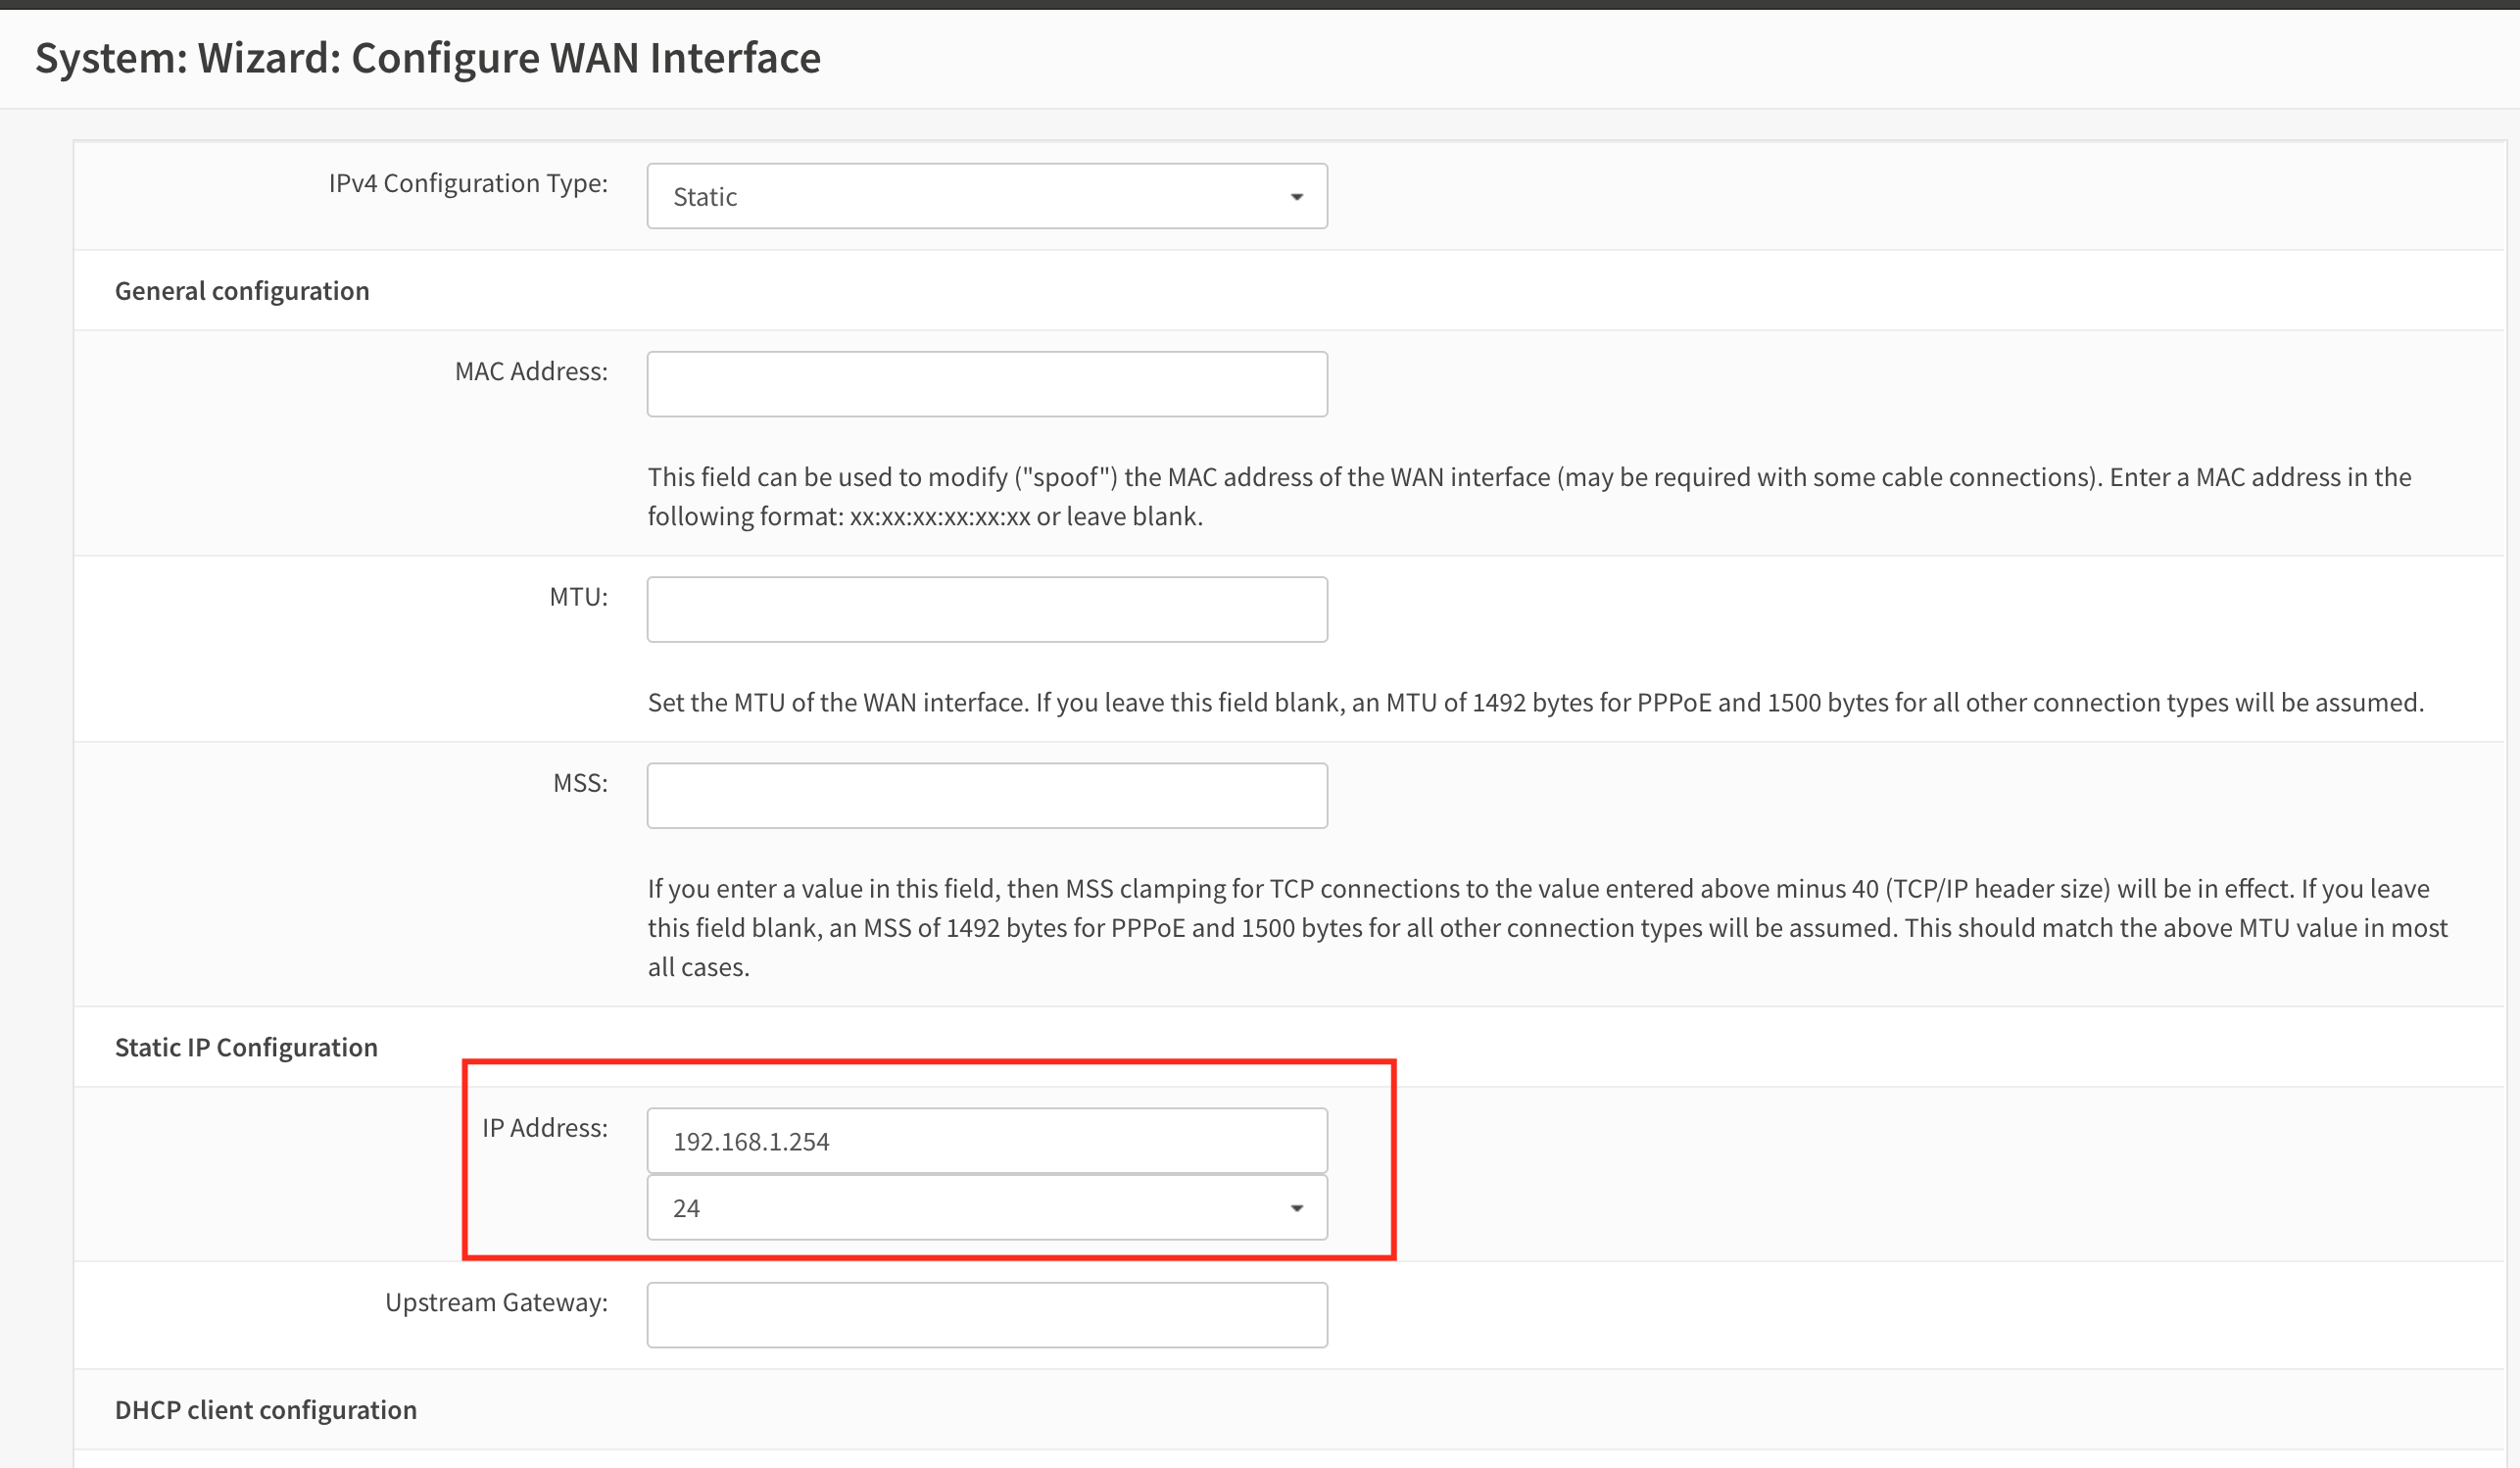 System: Wizard: Configure WAN Interface
IPv4 Configuration Type:
Static
General configuration
MAC Address:
This field can be used to modify ("spoof") the MAC address of the WAN interface (may be required with some cable connections). Enter a MAC address in the
following format: xx:xx:xx:xx:xx:xx or leave blank.
MTU:
Set the MTU of the WAN interface. If you leave this field blank, an MTU of 1492 bytes for PPPoE and 1500 bytes for all other connection types will be assumed.
MSS:
If you enter a value in this field, then MSS clamping for TCP connections to the value entered above minus 40 (TCP/IP header size) will be in effect. If you leave
this field blank, an MSS of 1492 bytes for PPPoE and 1500 bytes for all other connection types will be assumed. This should match the above MTU value in most
all cases.
Static IP Configuration
IP Address:
192.168.1.254
24
Upstream Gateway:
DHCP client configuration